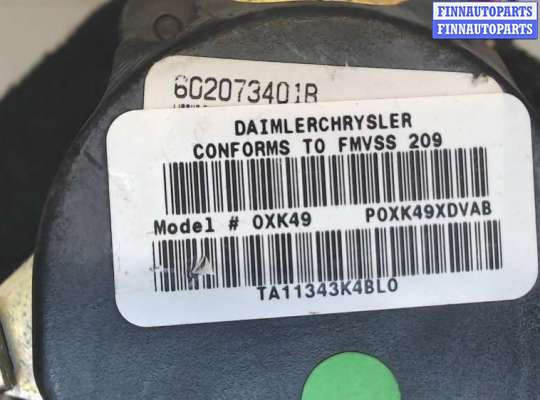 FINNAUTOPARTS
FINNAUTOPARTS
602073401B
DAIMLERCHRYSLER
CONFORMS TO FMVSS 209
Model # 0XK49 P0XK49XDVAB
TA11343K4BL0